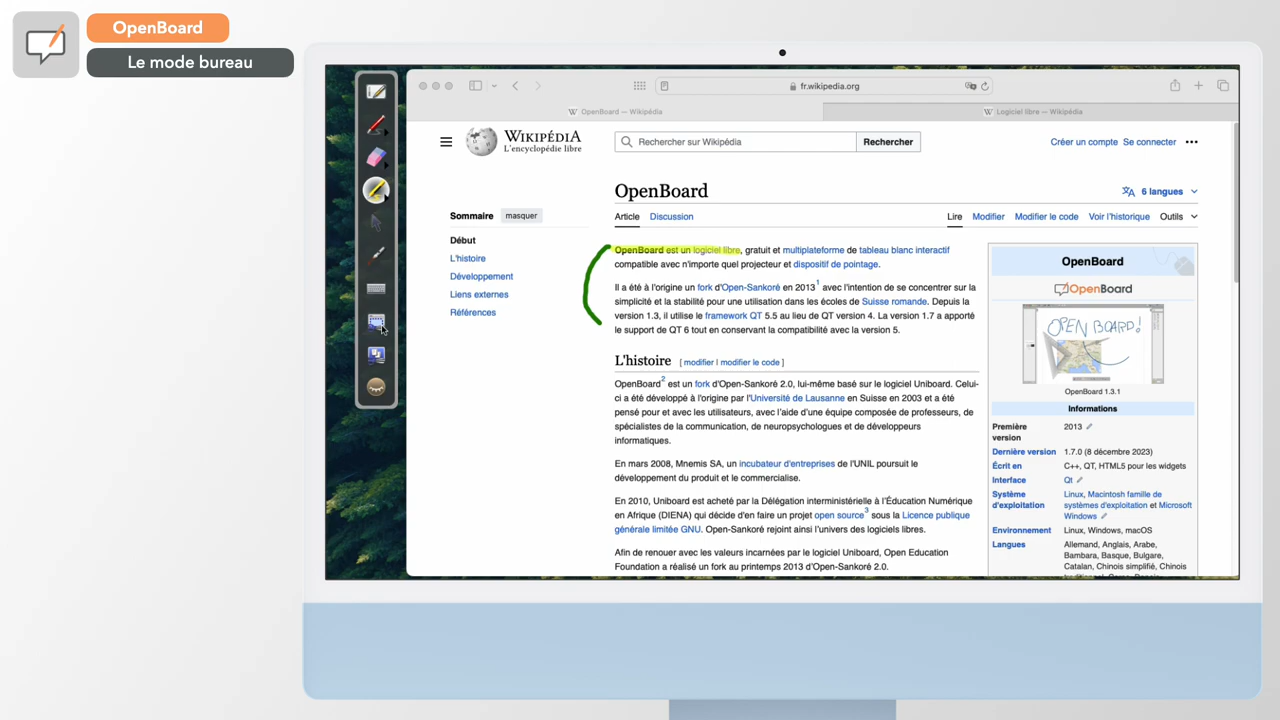 OpenBoard
Le mode bureau
fr.wikipedia.org
OpenBoard — Wikipédia
Logiciel libre — Wikipédia
WIKIPÉDIA
L'encyclopédie libre
Rechercher sur Wikipédia
Rechercher
Créer un compte Se connecter
OpenBoard
6 langues
Article Discussion
Lire Modifier Modifier le code Voir l'historique Outils
Sommaire masquer
Début
L'histoire
Développement
Liens externes
Références
OpenBoard est un logiciel libre, gratuit et multiplateforme de tableau blanc interactif
compatible avec n'importe quel projecteur et dispositif de pointage.
Il a été à l'origine un fork d'Open-Sankoré en 2013¹ avec l'intention de se concentrer sur la
simplicité et la stabilité pour une utilisation dans les écoles de Suisse romande. Depuis la
version 1.3, il utilise le framework QT 5.5 au lieu de QT version 4. La version 1.7 a apporté
le support de QT 6 tout en conservant la compatibilité avec la version 5.
L'histoire [ modifier | modifier le code ]
OpenBoard² est un fork d'Open-Sankoré 2.0, lui-même basé sur le logiciel Uniboard. Celui-
ci a été développé à l'origine par l'Université de Lausanne en Suisse en 2003 et a été
pensé pour et avec les utilisateurs, avec l'aide d'une équipe composée de professeurs, de
spécialistes de la communication, de neuropsychologues et de développeurs
informatiques.
En mars 2008, Mnemis SA, un incubateur d'entreprises de l'UNIL poursuit le
développement du produit et le commercialise.
En 2010, Uniboard est acheté par la Délégation interministérielle à l'Éducation Numérique
en Afrique (DIENA) qui décide d'en faire un projet open source³ sous la Licence publique
générale limitée GNU. Open-Sankoré rejoint ainsi l'univers des logiciels libres.
Afin de renouer avec les valeurs incarnées par le logiciel Uniboard, Open Education
Foundation a réalisé un fork au printemps 2013 d'Open-Sankoré 2.0.
OpenBoard
OpenBoard
OPEN BOARD!
OpenBoard 1.3.1
Informations
Première version 2013
Dernière version 1.7.0 (8 décembre 2023)
Écrit en C++, QT, HTML5 pour les widgets
Interface Qt
Système d'exploitation Linux, Macintosh famille de
systèmes d'exploitation et Microsoft
Windows
Environnement Linux, Windows, macOS
Langues Allemand, Anglais, Arabe,
Bambara, Basque, Bulgare,
Catalan, Chinois simplifié, Chinois